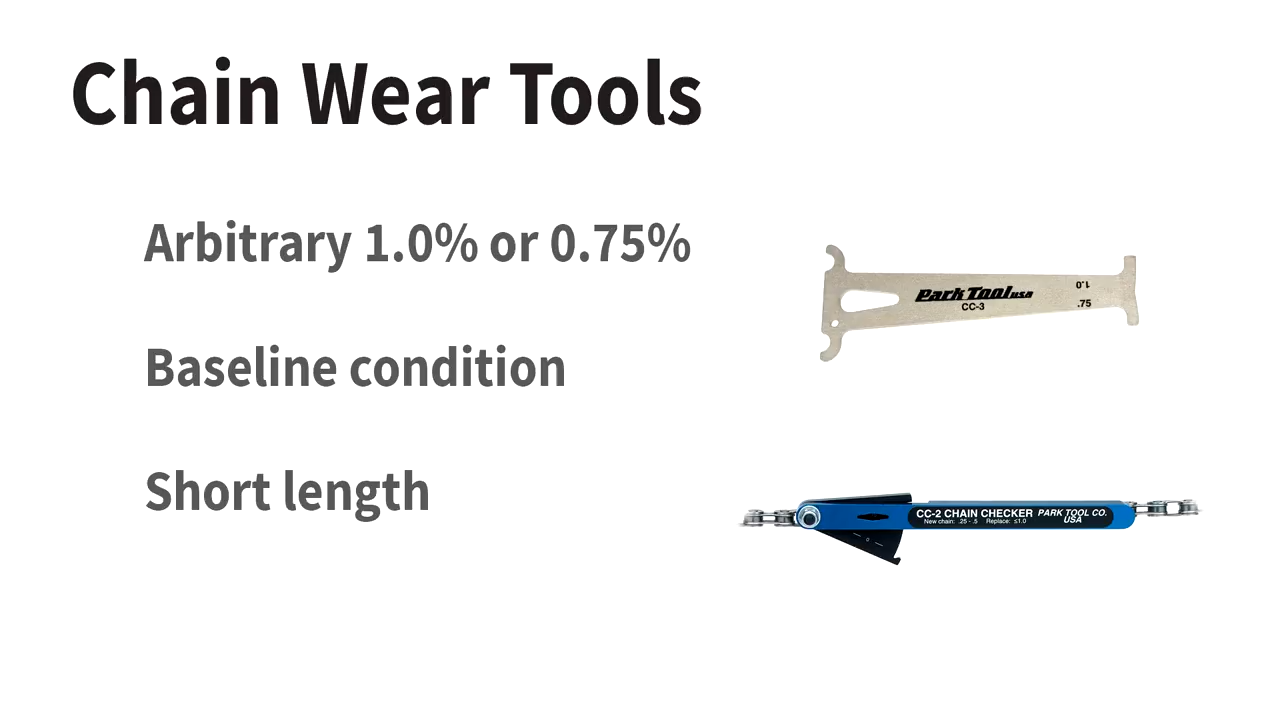 Chain Wear Tools
Arbitrary 1.0% or 0.75%
Baseline condition
Short length
Park Tool USA
CC-3
1.0
.75
CC-2 CHAIN CHECKER PARK TOOL CO.
New chain: .25 - .5 Replace: ≤1.0 USA
0